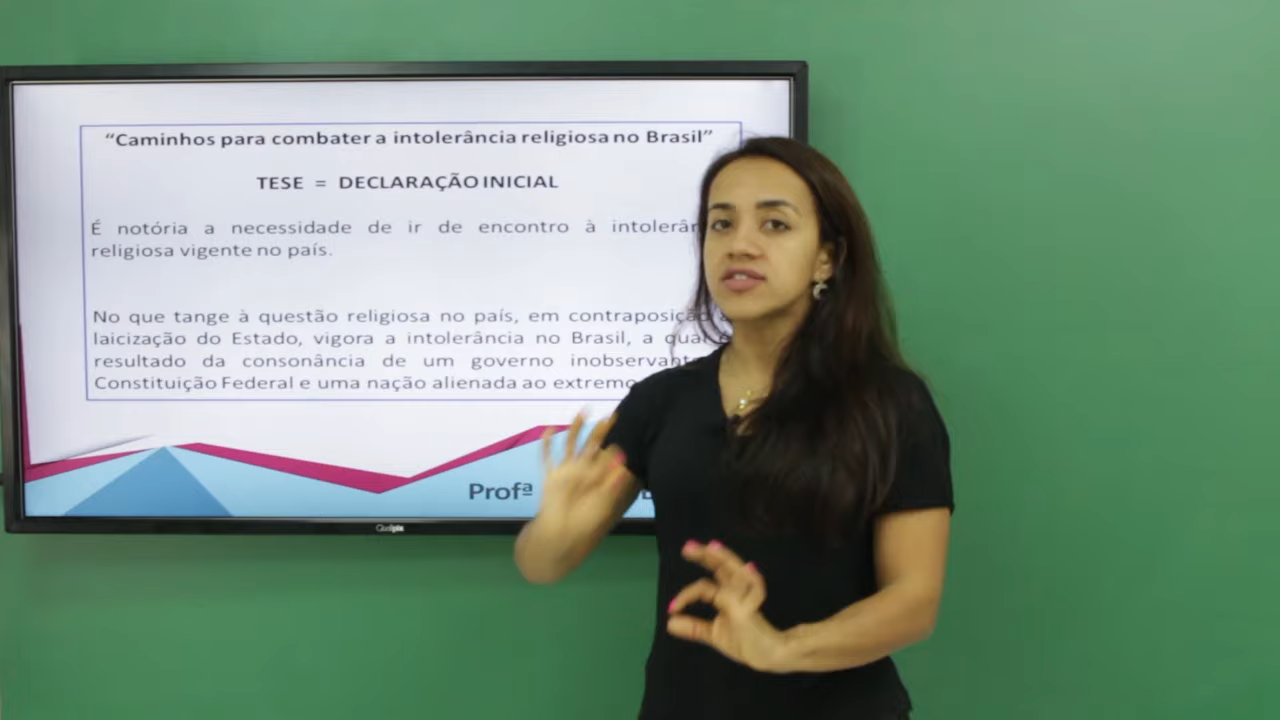 “Caminhos para combater a intolerância religiosa no Brasil”
TESE = DECLARAÇÃO INICIAL
É notória a necessidade de ir de encontro à
religiosa vigente no país.
No que tange à questão religiosa no país, em contraposição
laicização do Estado, vigora a intolerância no Brasil, a qual
resultado da consonância de um governo
Constituição Federal e uma nação alienada ao extremo
Profª